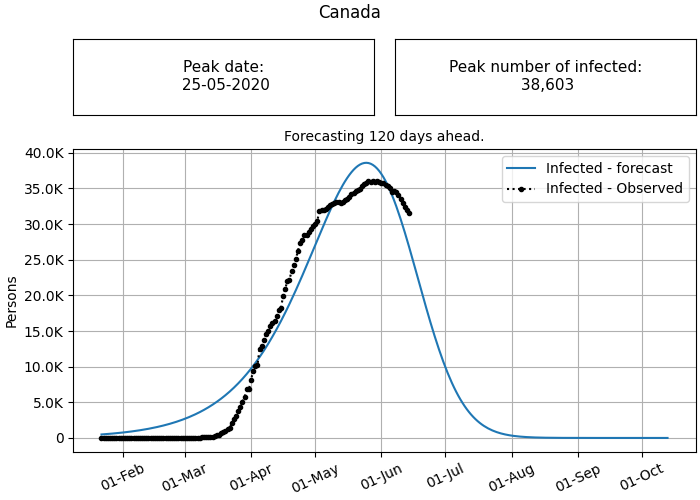 Canada
Peak date:
25-05-2020
Peak number of infected:
38,603
Forecasting 120 days ahead.
Infected - forecast
Infected - Observed
Persons
40.0K
35.0K
30.0K
25.0K
20.0K
15.0K
10.0K
5.0K
0
01-Feb
01-Mar
01-Apr
01-May
01-Jun
01-Jul
01-Aug
01-Sep
01-Oct